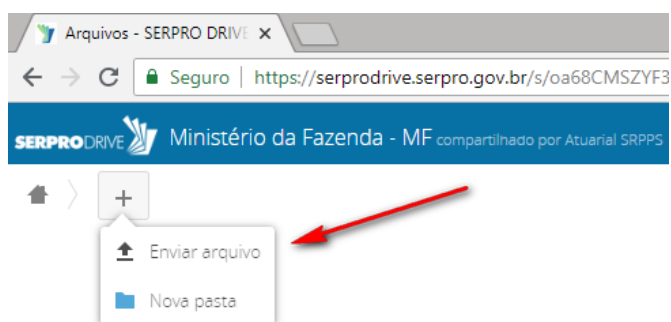 Arquivos - SERPRO DRIVE
Seguro | https://serprodrive.serpro.gov.br/s/oa68CMSZYF3
SERPRODRIVE Ministério da Fazenda - MF compartilhado por Atuarial SRPPS
+
Enviar arquivo
Nova pasta